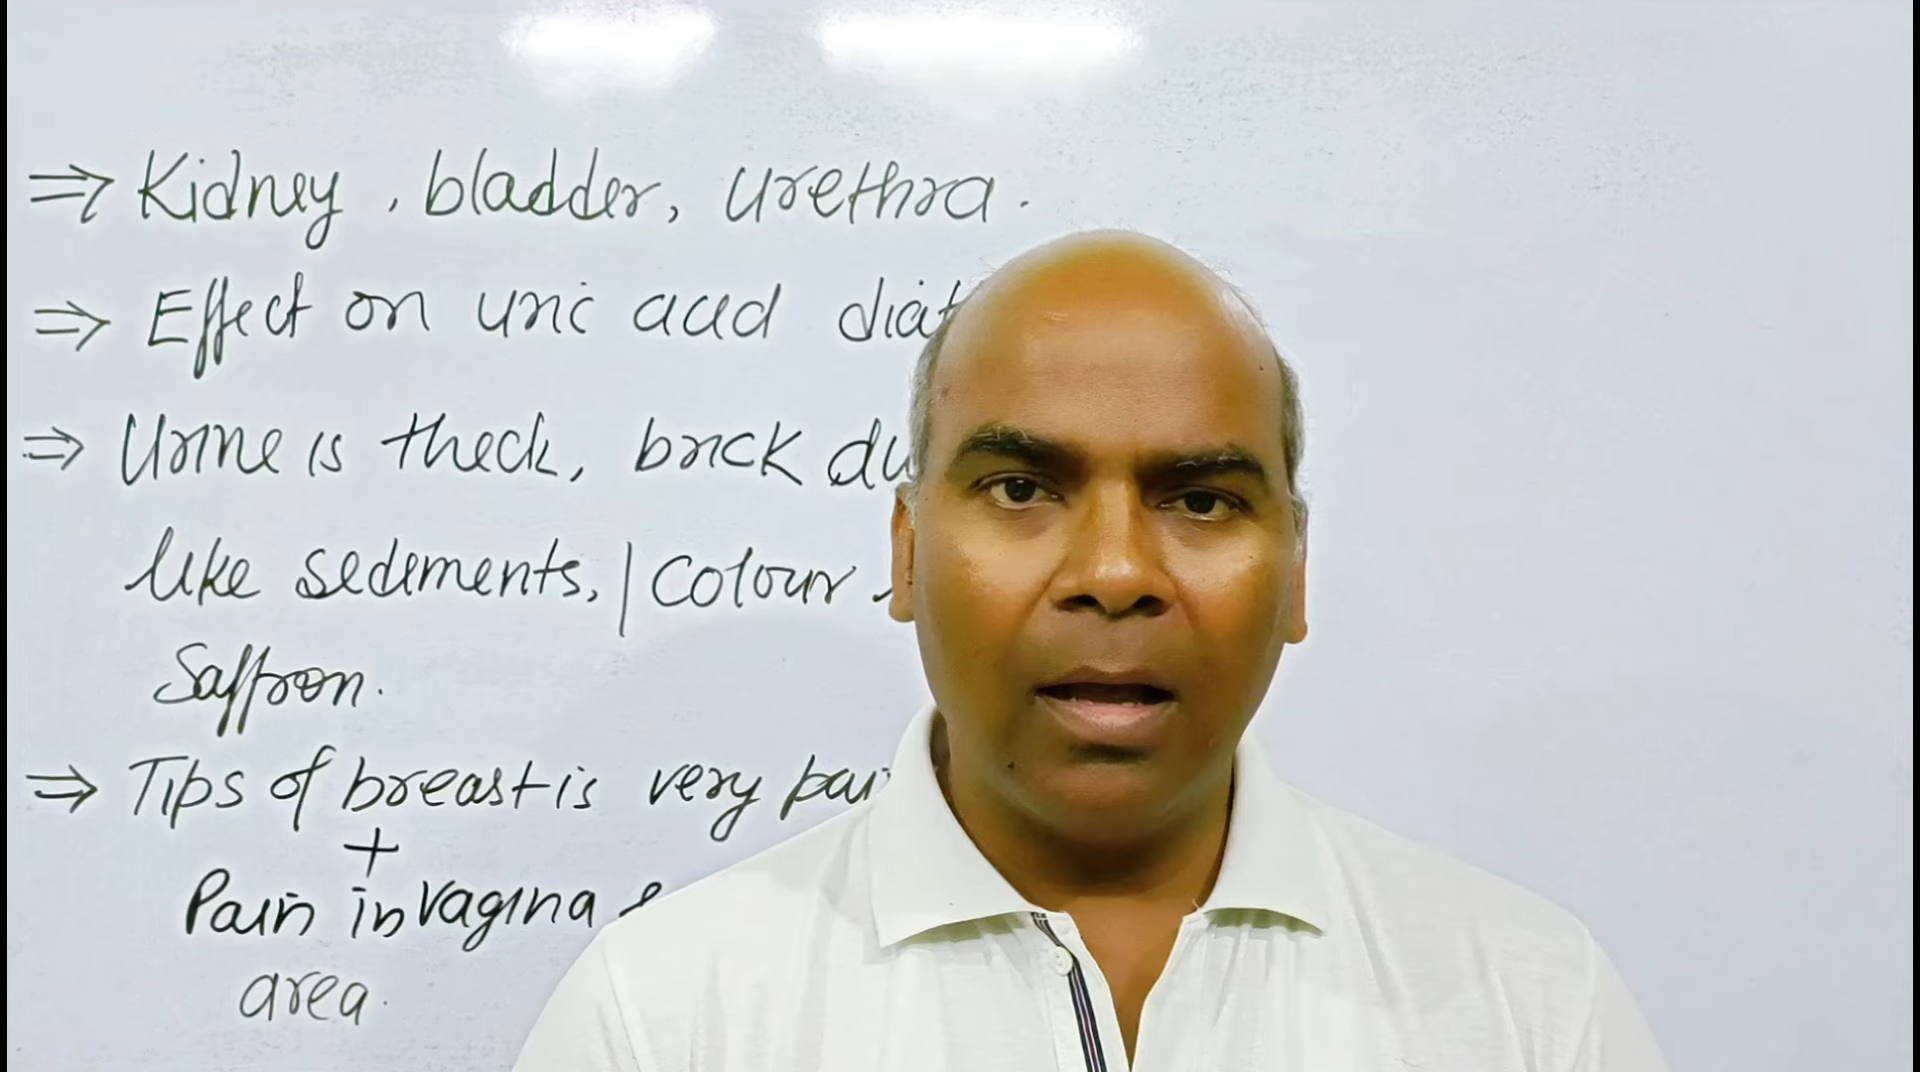 ⇒ Kidney, bladder, urethra.
⇒ Effect on uric acid
⇒ Urine is theck, brick
like sediments, | Colour
Saffron.
⇒ Tips of breast is very
+
Pain in vagina &
area.